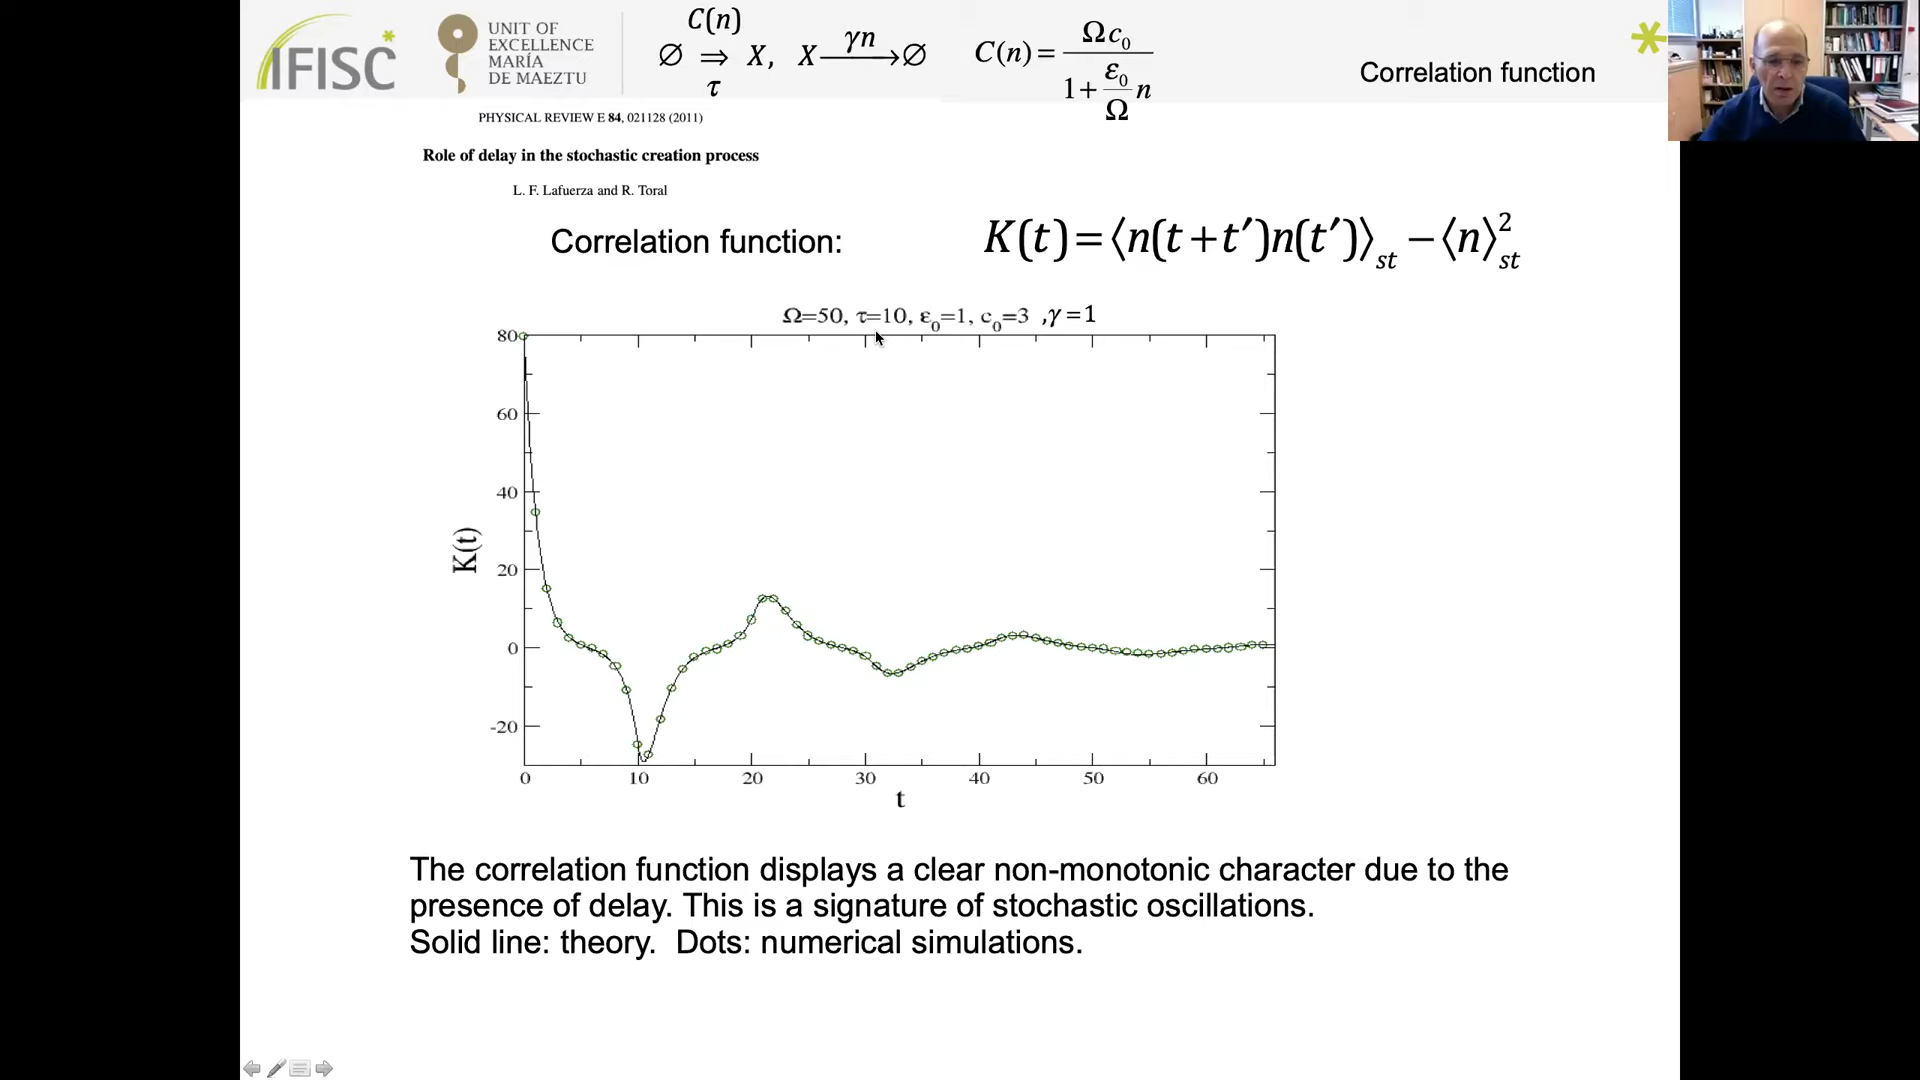 IFISC
UNIT OF
EXCELLENCE
MARÍA
DE MAEZTU
C(n)
∅ ⇒ X, X ⟶ ∅
γn
τ
C(n) = Ωc₀ / (1 + (ε₀/Ω) n)
Correlation function
PHYSICAL REVIEW E 84, 021128 (2011)
Role of delay in the stochastic creation process
L. F. Lafuerza and R. Toral
Correlation function:
K(t)=⟨n(t+t′)n(t′)⟩st −⟨n⟩²st
Ω=50, τ=10, ε₀=1, c₀=3 ,γ=1
80
60
40
20
0
-20
K(t)
0 10 20 30 40 50 60
t
The correlation function displays a clear non-monotonic character due to the
presence of delay. This is a signature of stochastic oscillations.
Solid line: theory. Dots: numerical simulations.